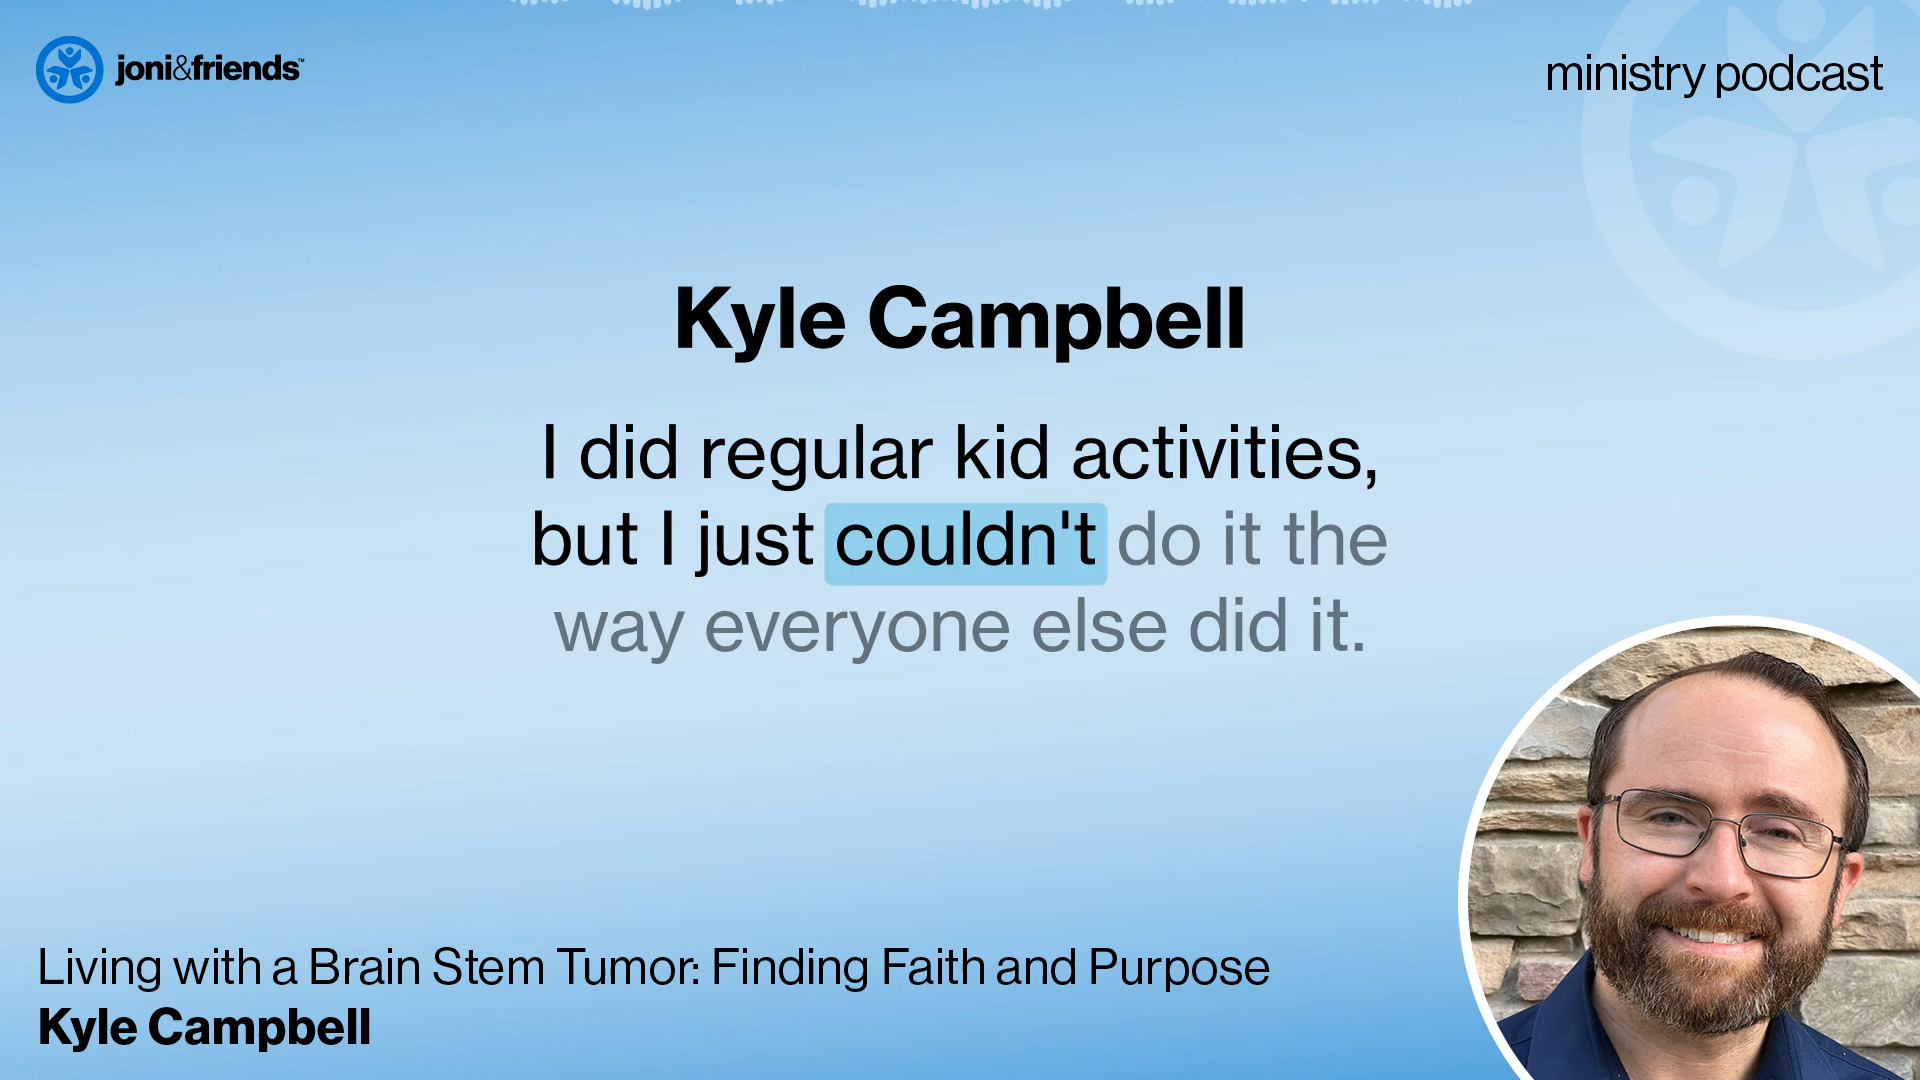 joni&friends™
ministry podcast
Kyle Campbell
I did regular kid activities,
but I just couldn't do it the
way everyone else did it.
Living with a Brain Stem Tumor: Finding Faith and Purpose
Kyle Campbell